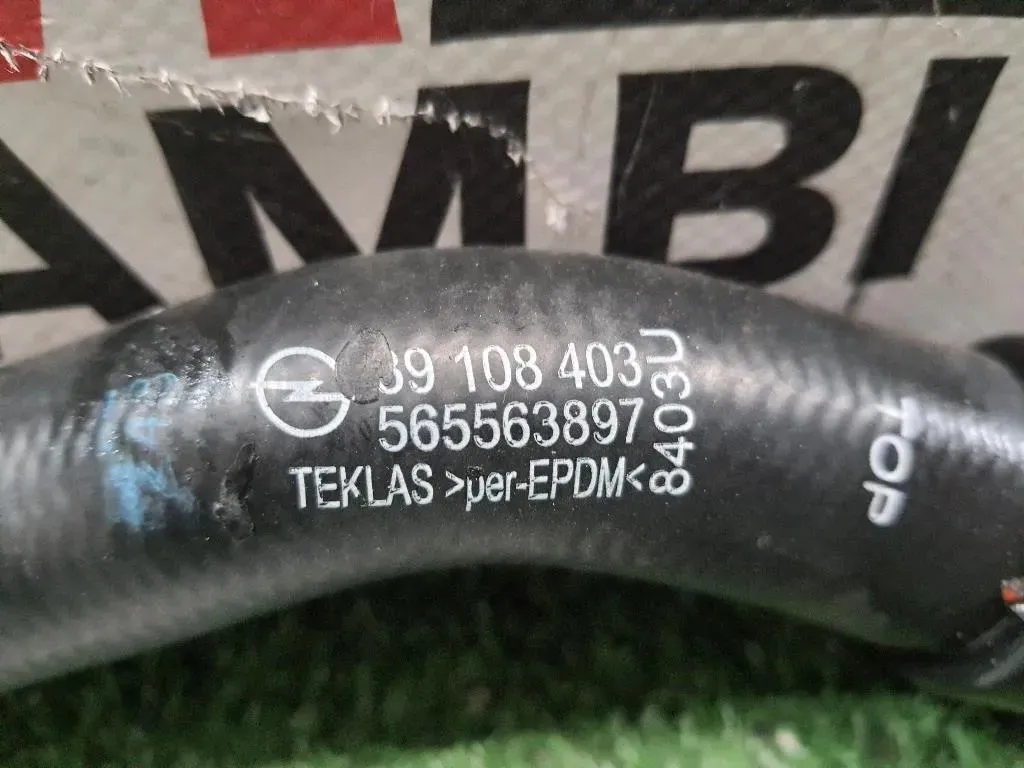 AMBI
39 108 403
565563897
TEKLAS >per-EPDM<
8403U
TOP